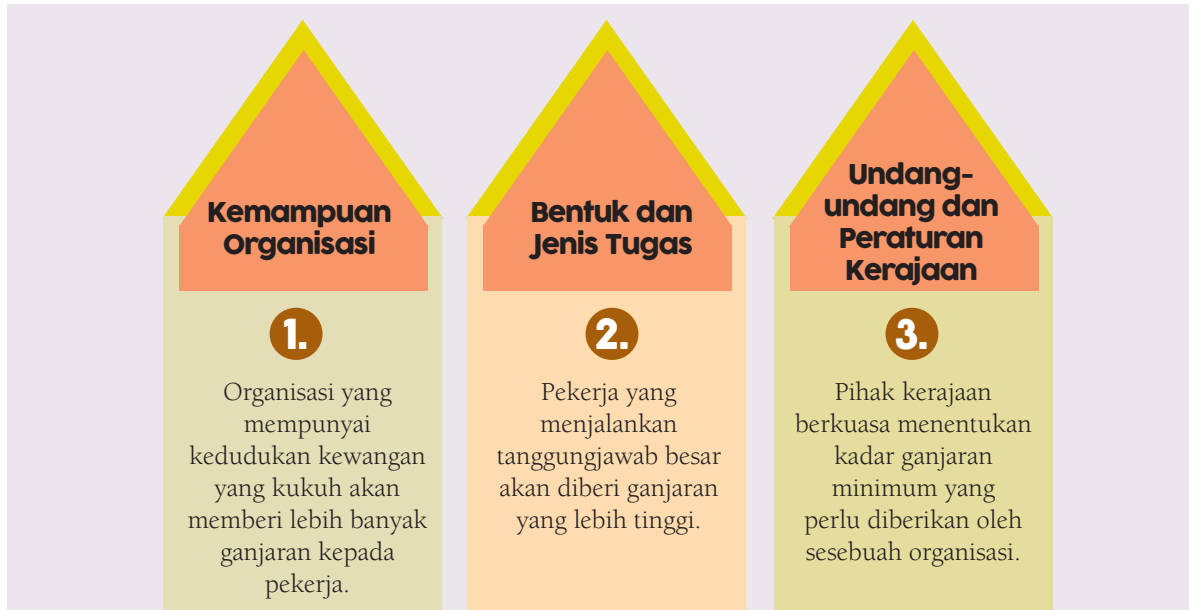 Kemampuan
Organisasi
1.
Organisasi yang
mempunyai
kedudukan kewangan
yang kukuh akan
memberi lebih banyak
ganjaran kepada
pekerja.
Bentuk dan
Jenis Tugas
2.
Pekerja yang
menjalankan
tanggungjawab besar
akan diberi ganjaran
yang lebih tinggi.
Undang-
undang dan
Peraturan
Kerajaan
3.
Pihak kerajaan
berkuasa menentukan
kadar ganjaran
minimum yang
perlu diberikan oleh
sesebuah organisasi.